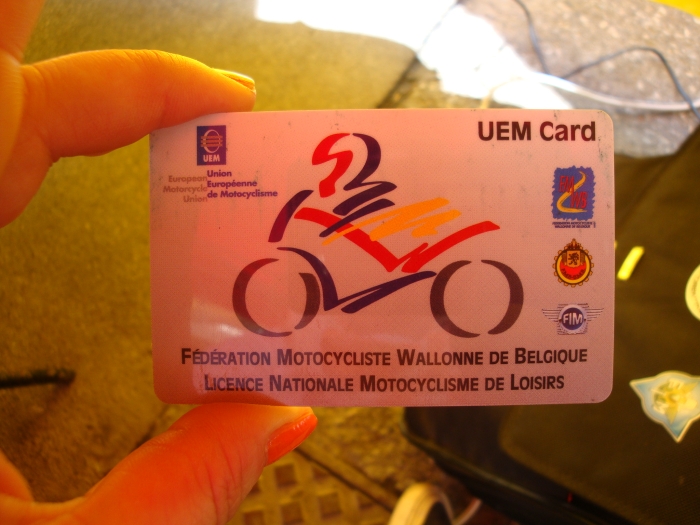 UEM Card
UEM
European
Motorcycle
Union
Union
Européenne
de Motocyclisme
FIM
FÉDÉRATION MOTOCYCLISTE WALLONNE DE BELGIQUE
LICENCE NATIONALE MOTOCYCLISME DE LOISIRS